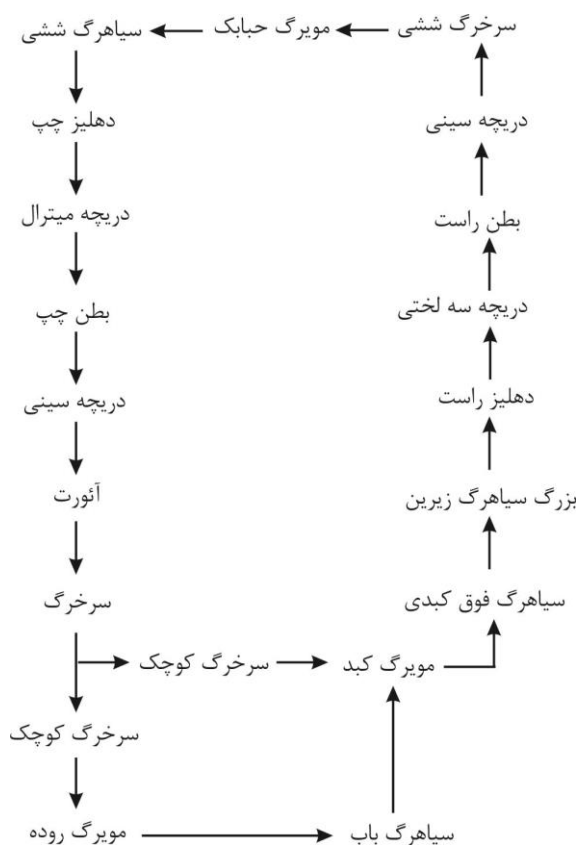 سرخرگ ششی
مویرگ حبابک
سیاهرگ ششی
دریچه سینی
دهلیز چپ
بطن راست
دریچه میترال
دریچه سه لختی
بطن چپ
دهلیز راست
دریچه سینی
بزرگ سیاهرگ زیرین
آئورت
سیاهرگ فوق کبدی
سرخرگ
مویرگ کبد
سرخرگ کوچک
سرخرگ کوچک
سیاهرگ باب
مویرگ روده